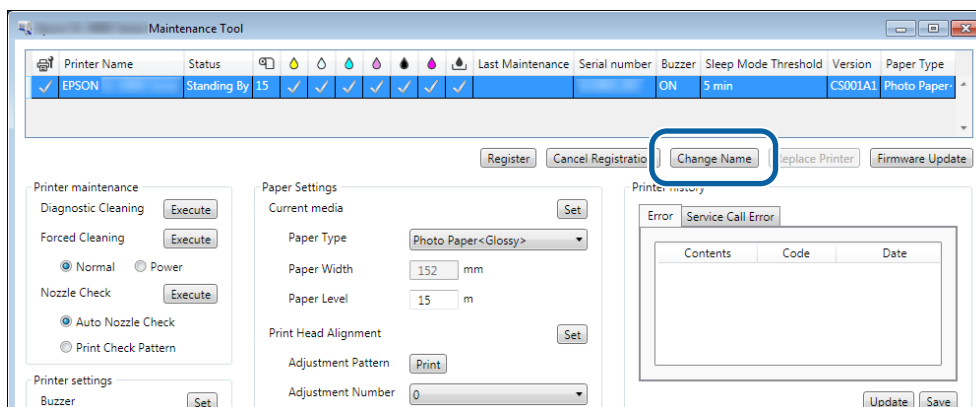 Maintenance Tool
Printer Name Status Last Maintenance Serial number Buzzer Sleep Mode Threshold Version Paper Type
EPSON Standing By 15 ON 5 min CS001A1 Photo Paper
Register Cancel Registration Change Name Replace Printer Firmware Update
Printer maintenance
Diagnostic Cleaning Execute
Forced Cleaning Execute
Normal Power
Nozzle Check Execute
Auto Nozzle Check
Print Check Pattern
Printer settings
Buzzer Set
Paper Settings
Current media Set
Paper Type Photo Paper<Glossy>
Paper Width 152 mm
Paper Level 15 m
Print Head Alignment Set
Adjustment Pattern Print
Adjustment Number 0
Printer history
Error Service Call Error
Contents Code Date
Update Save